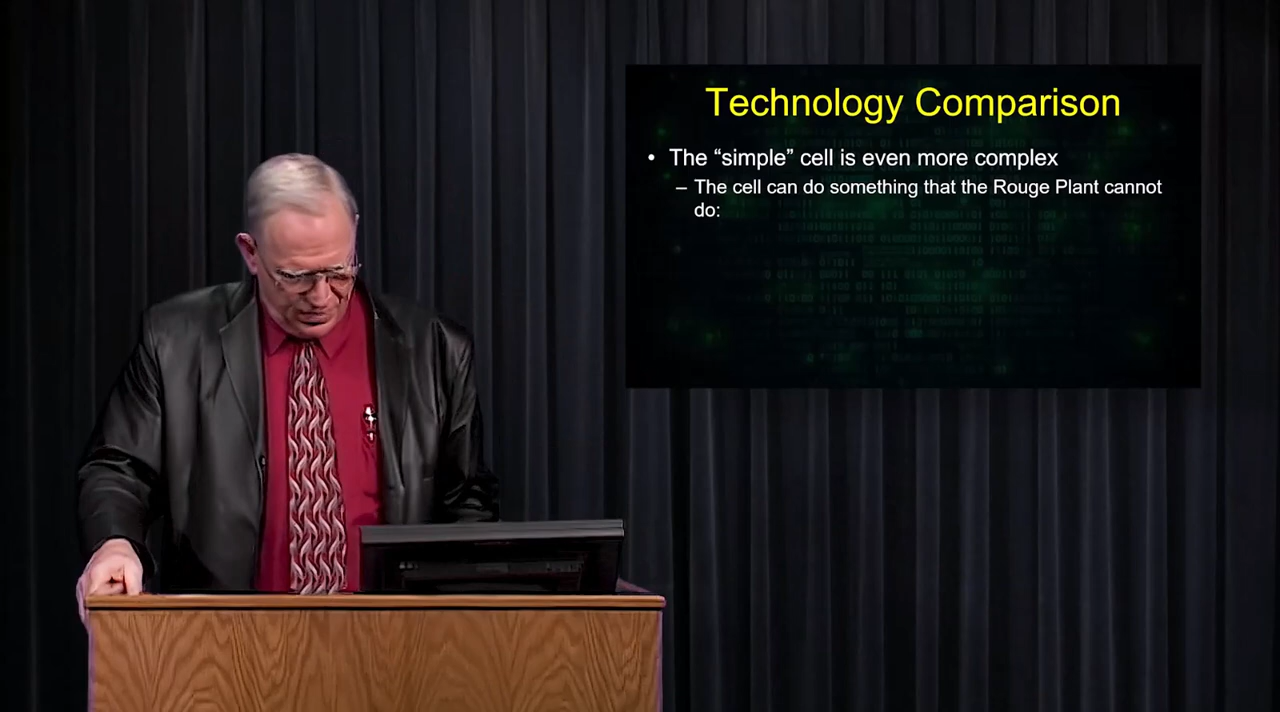 Technology Comparison
• The “simple” cell is even more complex
– The cell can do something that the Rouge Plant cannot
do: